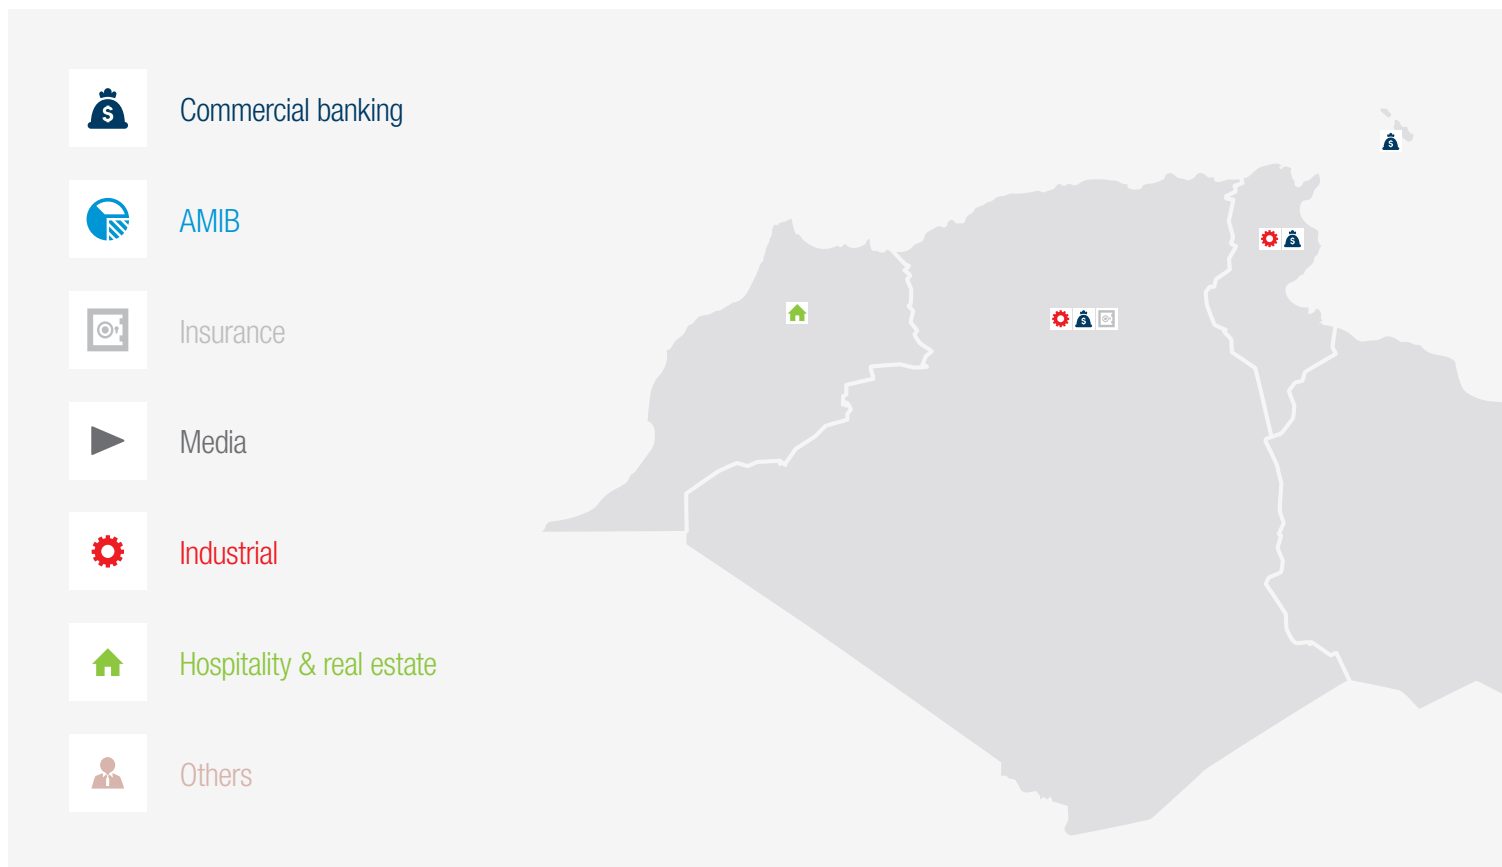 Commercial banking
AMIB
Insurance
Media
Industrial
Hospitality & real estate
Others